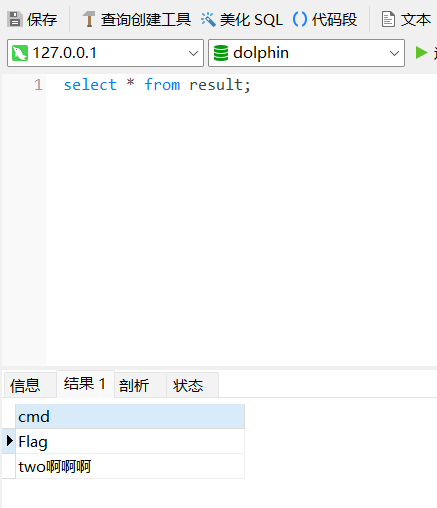 保存 查询创建工具 美化 SQL 代码段 文本
127.0.0.1 dolphin
1 select * from result;
信息 结果 1 剖析 状态
cmd
Flag
two啊啊啊